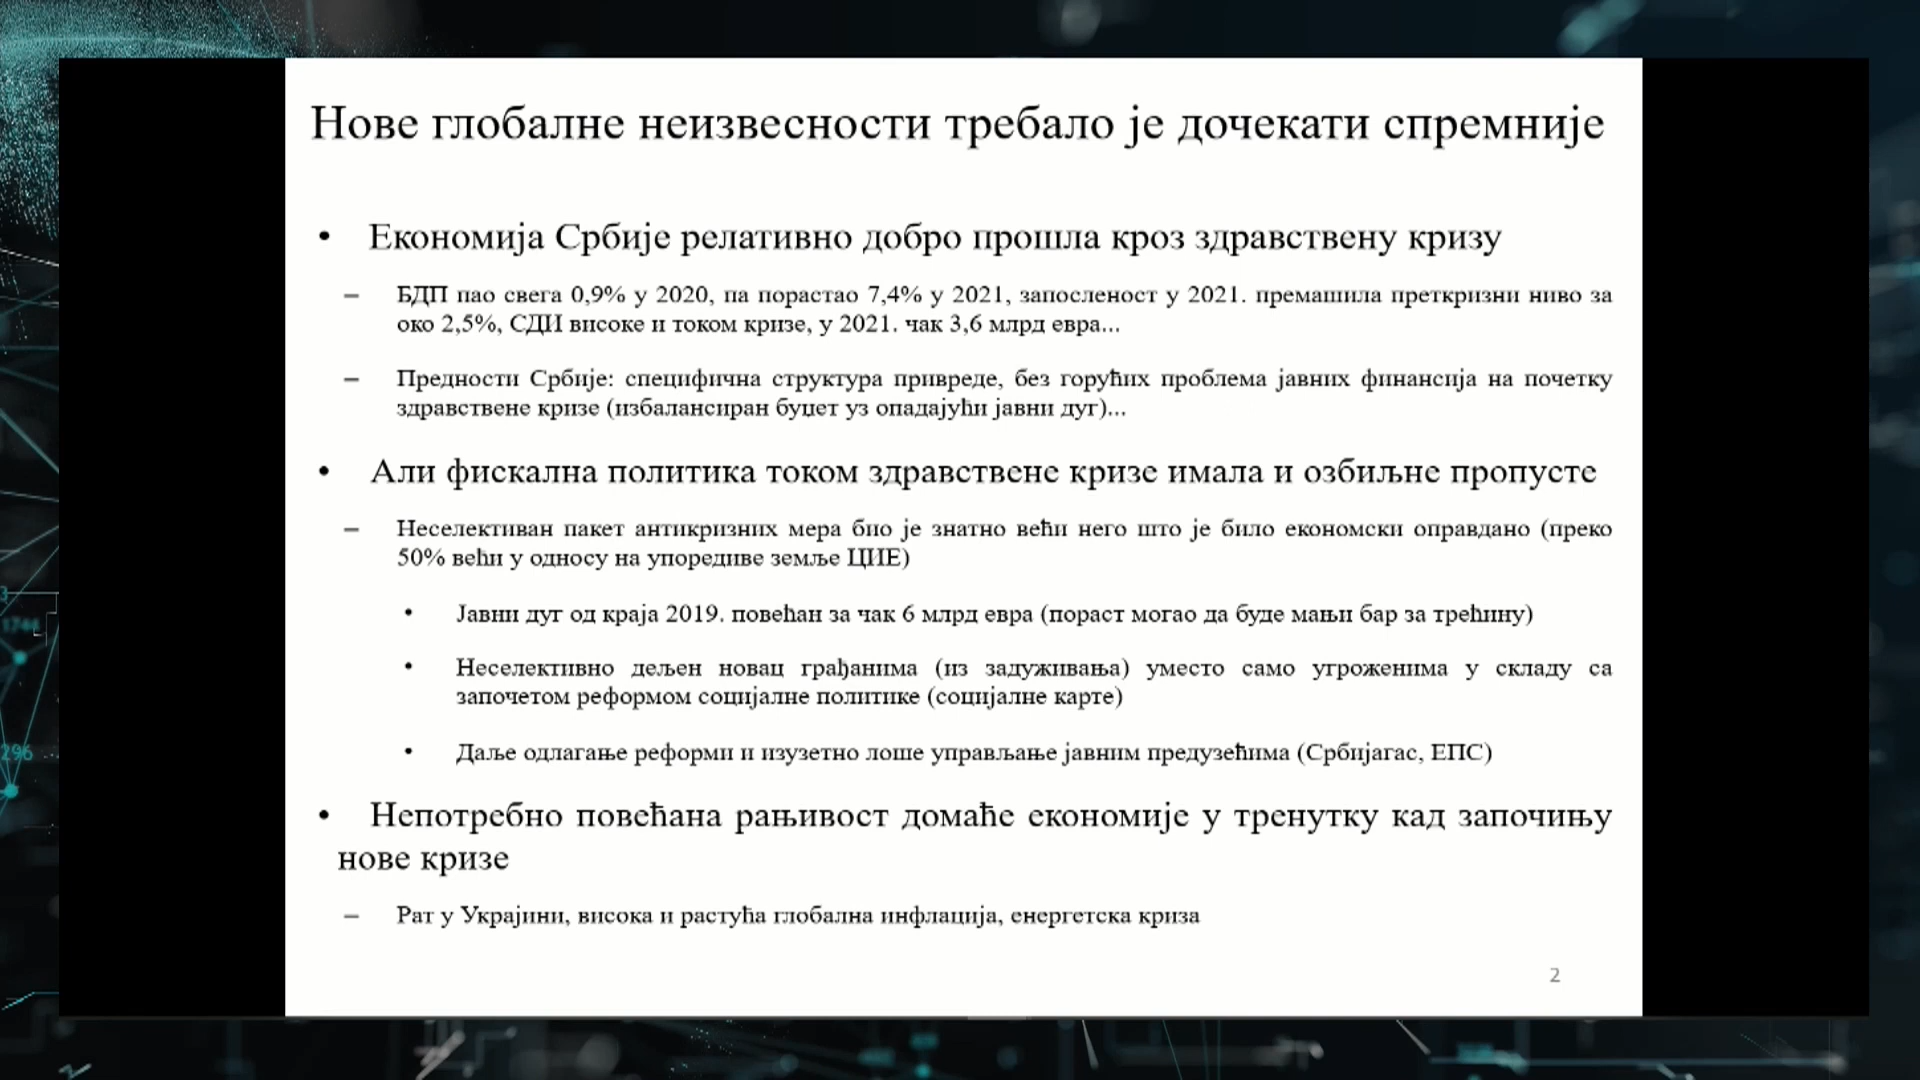 Нове глобалне неизвесности требало је дочекати спремније
• Економија Србије релативно добро прошла кроз здравствену кризу
– БДП пао свега 0,9% у 2020, па порастао 7,4% у 2021, запосленост у 2021. премашила преткризни ниво за
око 2,5%, СДИ високе и током кризе, у 2021. чак 3,6 млрд евра...
– Предности Србије: специфична структура привреде, без горућих проблема јавних финансија на почетку
здравствене кризе (избалансиран буџет уз опадајући јавни дуг)...
• Али фискална политика током здравствене кризе имала и озбиљне пропусте
– Неселективан пакет антикризних мера био је знатно већи него што је било економски оправдано (преко
50% већи у односу на упоредиве земље ЦИЕ)
• Јавни дуг од краја 2019. повећан за чак 6 млрд евра (пораст могао да буде мањи бар за трећину)
• Неселективно дељен новац грађанима (из задуживања) уместо само угроженима у складу са
започетом реформом социјалне политике (социјалне карте)
• Даље одлагање реформи и изузетно лоше управљање јавним предузећима (Србијагас, ЕПС)
• Непотребно повећана рањивост домаће економије у тренутку кад започињу
нове кризе
– Рат у Украјини, висока и растућа глобална инфлација, енергетска криза
2
3
1744
296